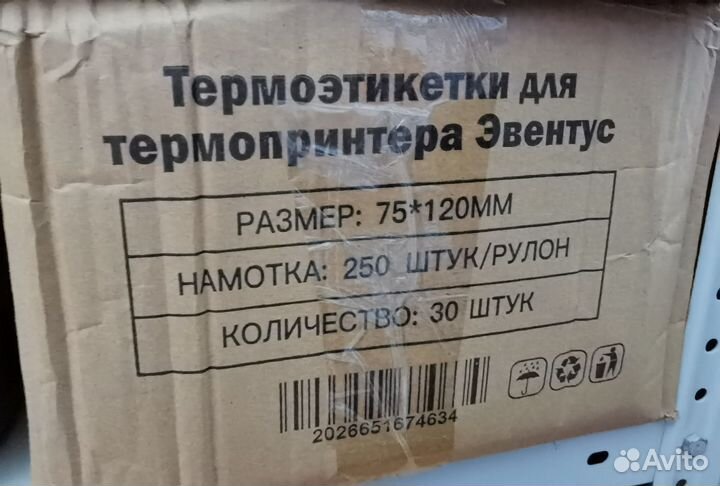 Термоэтикетки для
термопринтера Эвентус
РАЗМЕР: 75*120ММ
НАМОТКА: 250 ШТУК/РУЛОН
КОЛИЧЕСТВО: 30 ШТУК
2026651674634
Avito